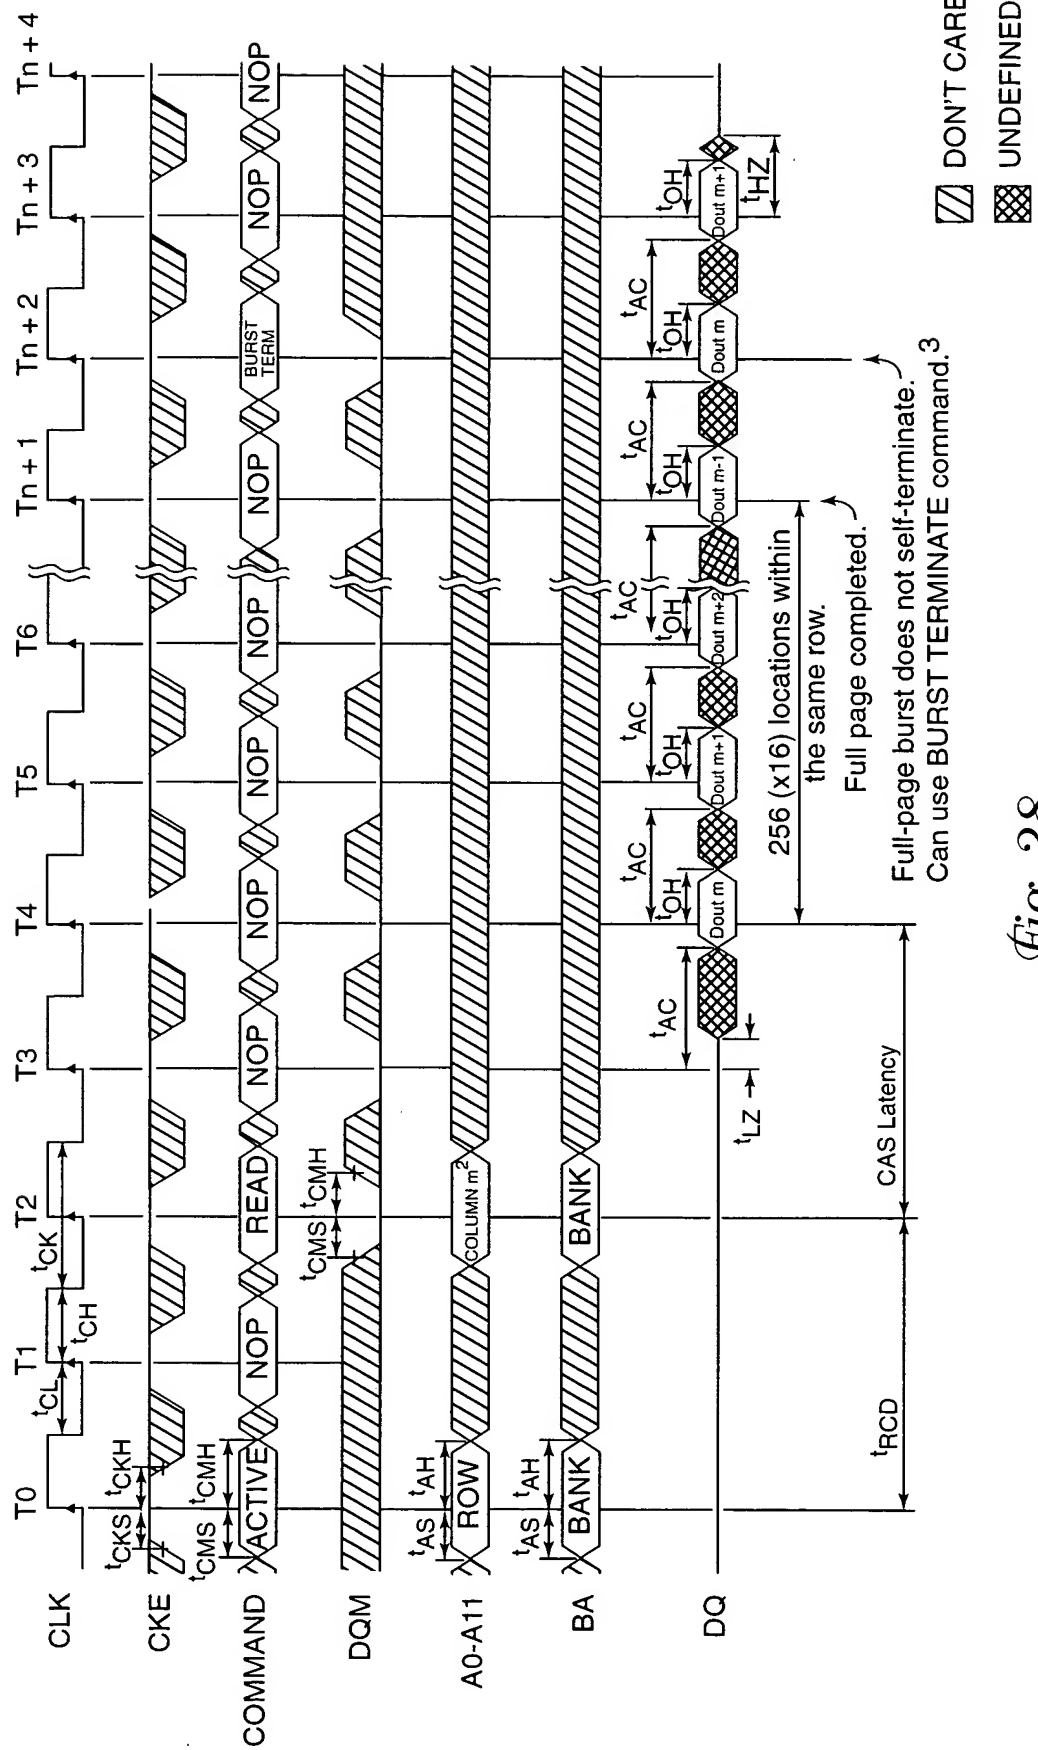 T0 T1 T2 T3 T4 T5 T6 Tn + 1 Tn + 2 Tn + 3 Tn + 4
CLK
tCL tCH tCK
CKE
tCKS tCKH
COMMAND
tCMS tCMH
ACTIVE NOP READ NOP NOP NOP NOP NOP BURST TERM NOP NOP
DQM
tCMS tCMH
A0-A11
tAS tAH
ROW COLUMN m2
BA
tAS tAH
BANK BANK
DQ
tAC tAC tAC tAC tAC tAC
tOH tOH tOH tOH tOH tOH
Dout m Dout m+1 Dout m+2 Dout m-1 Dout m Dout m+1
tLZ
tHZ
256 (x16) locations within
the same row.
Full page completed.
tRCD
CAS Latency
Full-page burst does not self-terminate.
Can use BURST TERMINATE command.3
DON'T CARE
UNDEFINED
Fig. 28